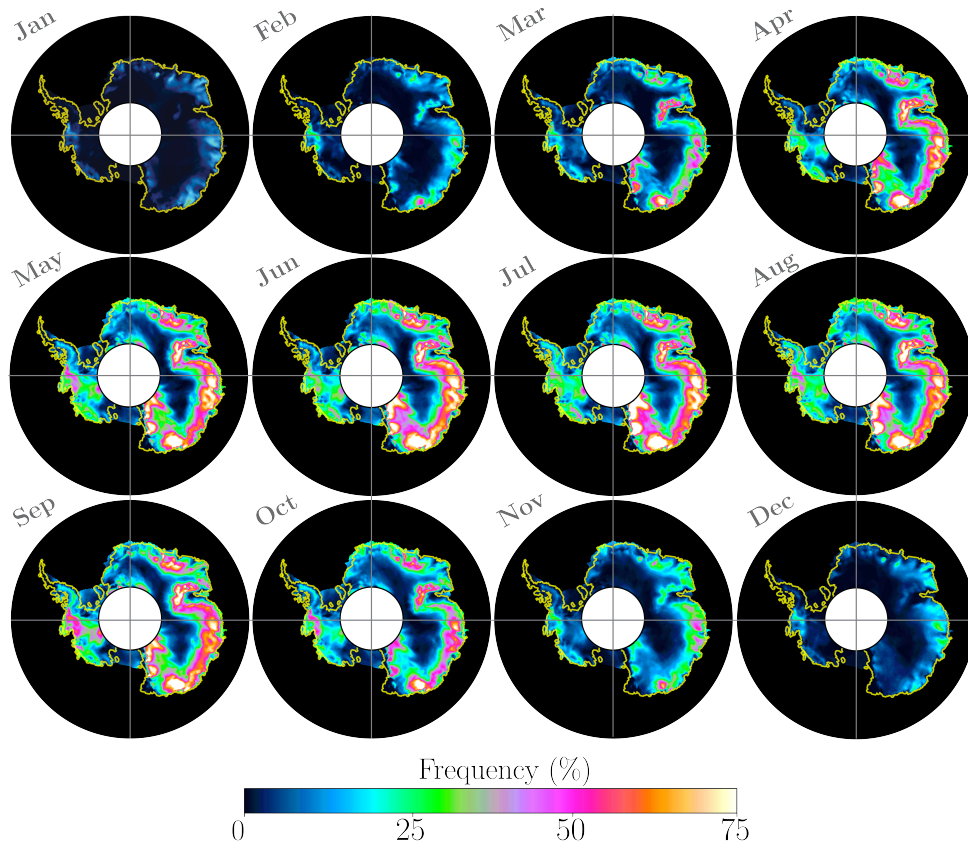 Jan Feb Mar Apr
May Jun Jul Aug
Sep Oct Nov Dec
Frequency (%)
0 25 50 75